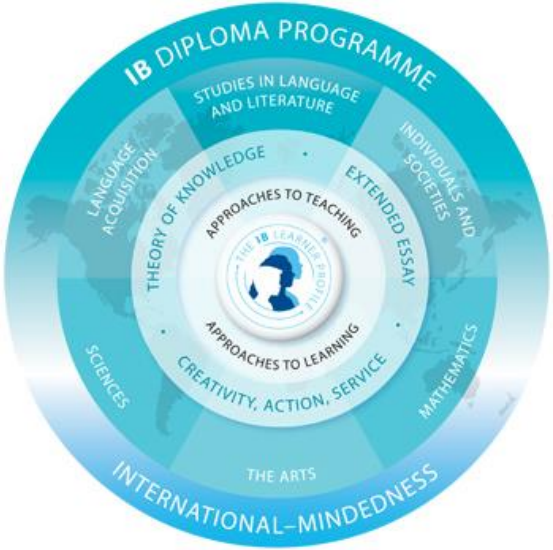 IB DIPLOMA PROGRAMME
STUDIES IN LANGUAGE
AND LITERATURE
LANGUAGE
ACQUISITION
INDIVIDUALS AND
SOCIETIES
THEORY OF KNOWLEDGE
EXTENDED ESSAY
APPROACHES TO TEACHING
THE IB LEARNER PROFILE
®
APPROACHES TO LEARNING
CREATIVITY, ACTION, SERVICE
SCIENCES
MATHEMATICS
THE ARTS
INTERNATIONAL–MINDEDNESS